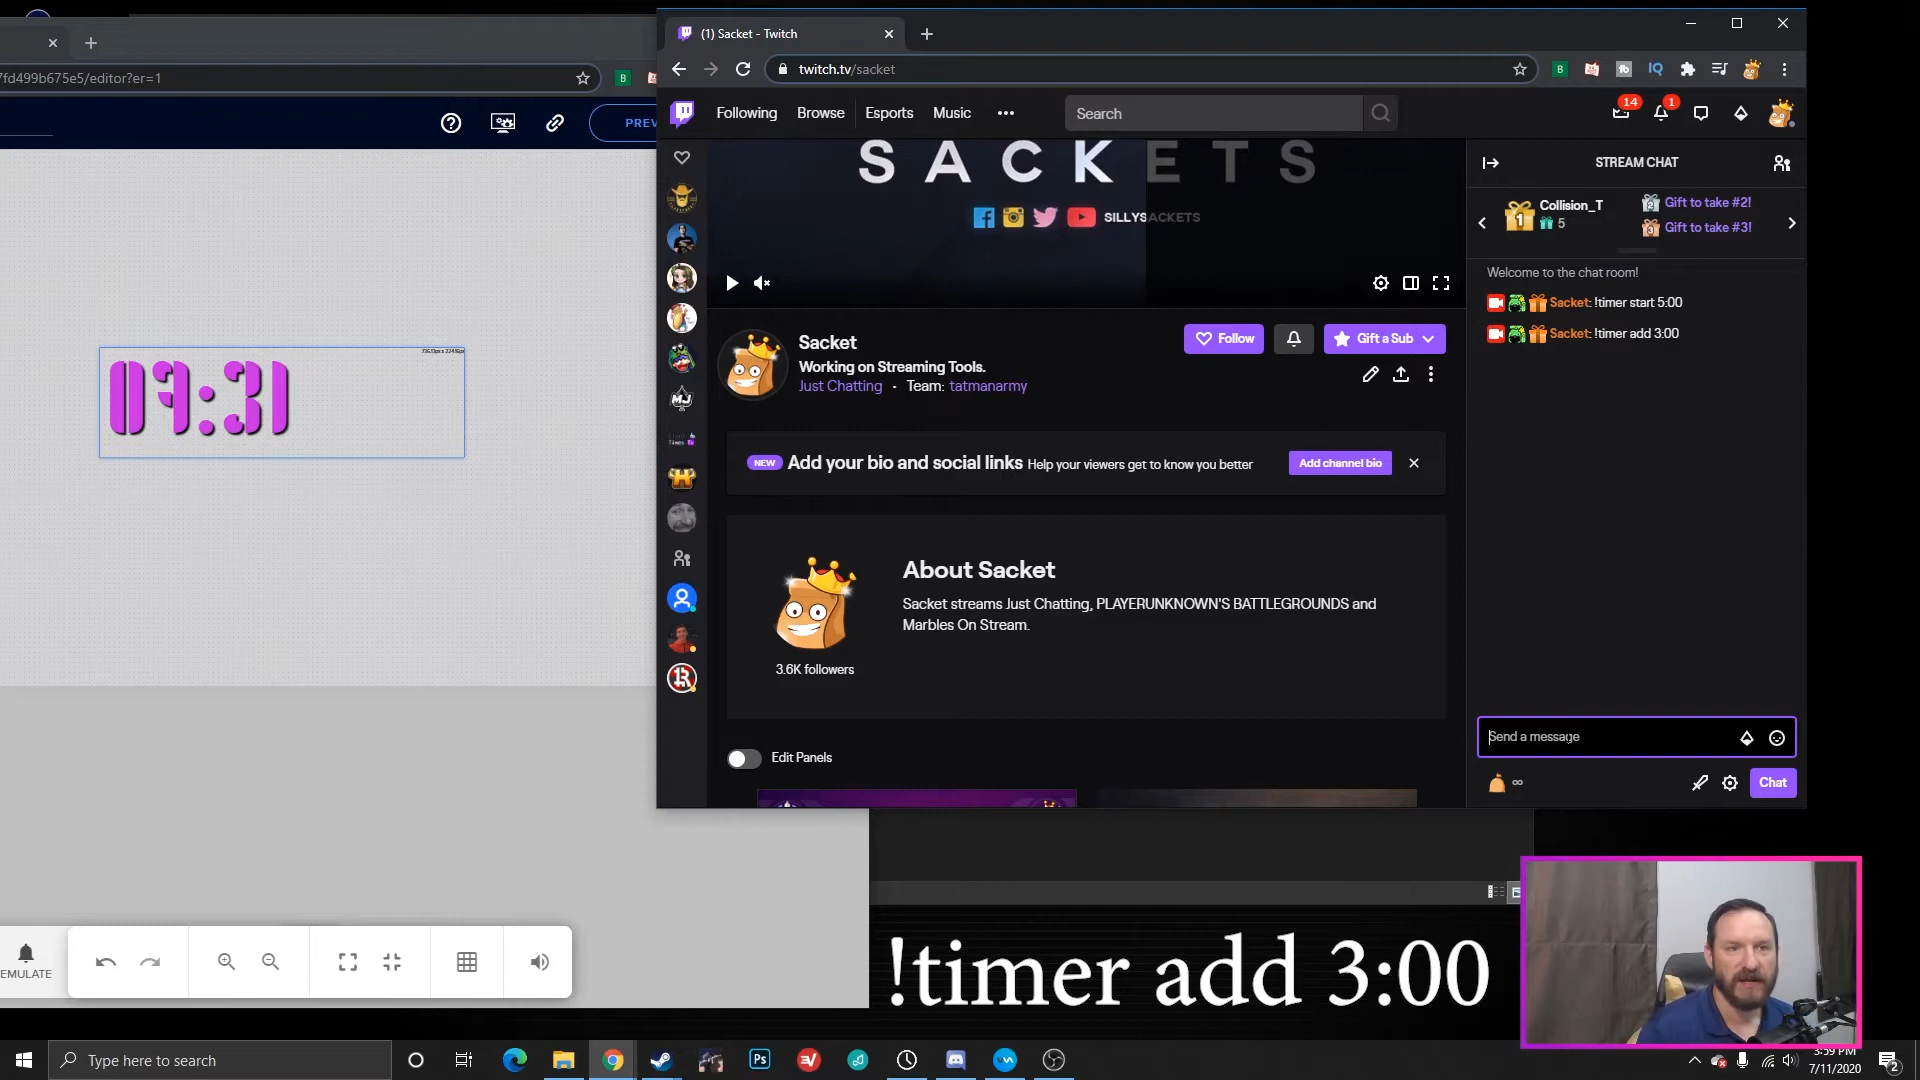 (1) Sacket - Twitch
7fd499b675e5/editor?er=1
twitch.tv/sacket
Following
Browse
Esports
Music
Search
14
1
PREV
SACKETS
SILLYSACKETS
STREAM CHAT
Collision_T
5
Gift to take #2!
Gift to take #3!
Welcome to the chat room!
Sacket: !timer start 5:00
Sacket: !timer add 3:00
07:31
Sacket
Working on Streaming Tools.
Just Chatting · Team: tatmanarmy
Follow
Gift a Sub
NEW Add your bio and social links Help your viewers get to know you better
Add channel bio
About Sacket
Sacket streams Just Chatting, PLAYERUNKNOWN'S BATTLEGROUNDS and
Marbles On Stream.
3.6K followers
Edit Panels
Send a message
Chat
EMULATE
!timer add 3:00
Type here to search
3:59 PM
7/11/2020
2